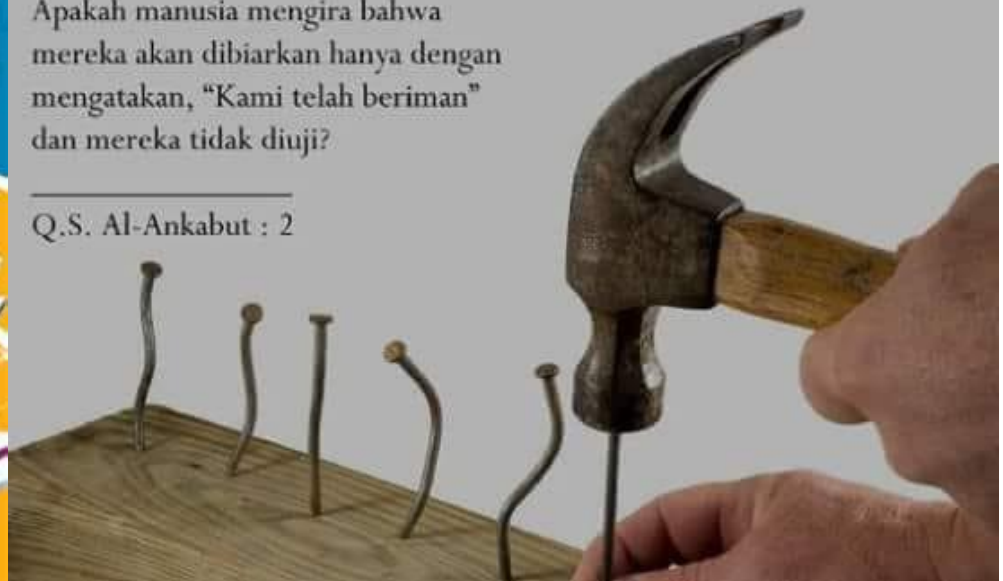 Apakah manusia mengira bahwa
mereka akan dibiarkan hanya dengan
mengatakan, “Kami telah beriman”
dan mereka tidak diuji?
Q.S. Al-Ankabut : 2